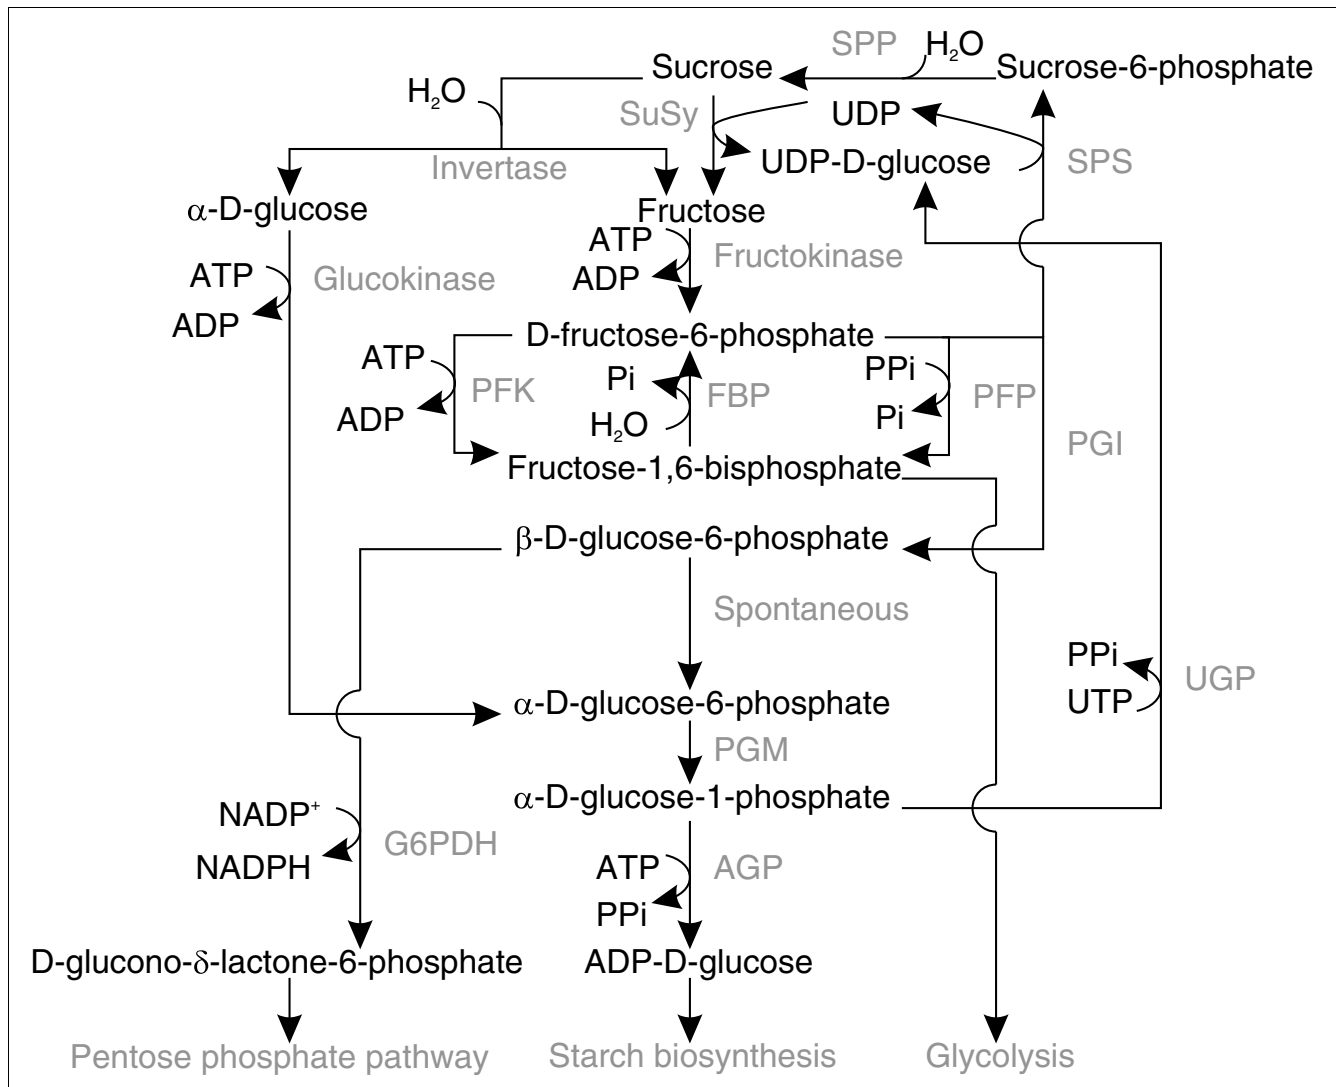 SPP
H₂O
Sucrose
Sucrose-6-phosphate
H₂O
SuSy
UDP
Invertase
UDP-D-glucose
SPS
α-D-glucose
Fructose
ATP
Fructokinase
ATP
Glucokinase
ADP
ADP
D-fructose-6-phosphate
ATP
PFK
ADP
Pi
FBP
H₂O
PPi
PFP
Pi
PGI
Fructose-1,6-bisphosphate
β-D-glucose-6-phosphate
Spontaneous
PPi
UGP
UTP
α-D-glucose-6-phosphate
PGM
α-D-glucose-1-phosphate
NADP⁺
G6PDH
NADPH
ATP
AGP
PPi
D-glucono-δ-lactone-6-phosphate
ADP-D-glucose
Pentose phosphate pathway
Starch biosynthesis
Glycolysis